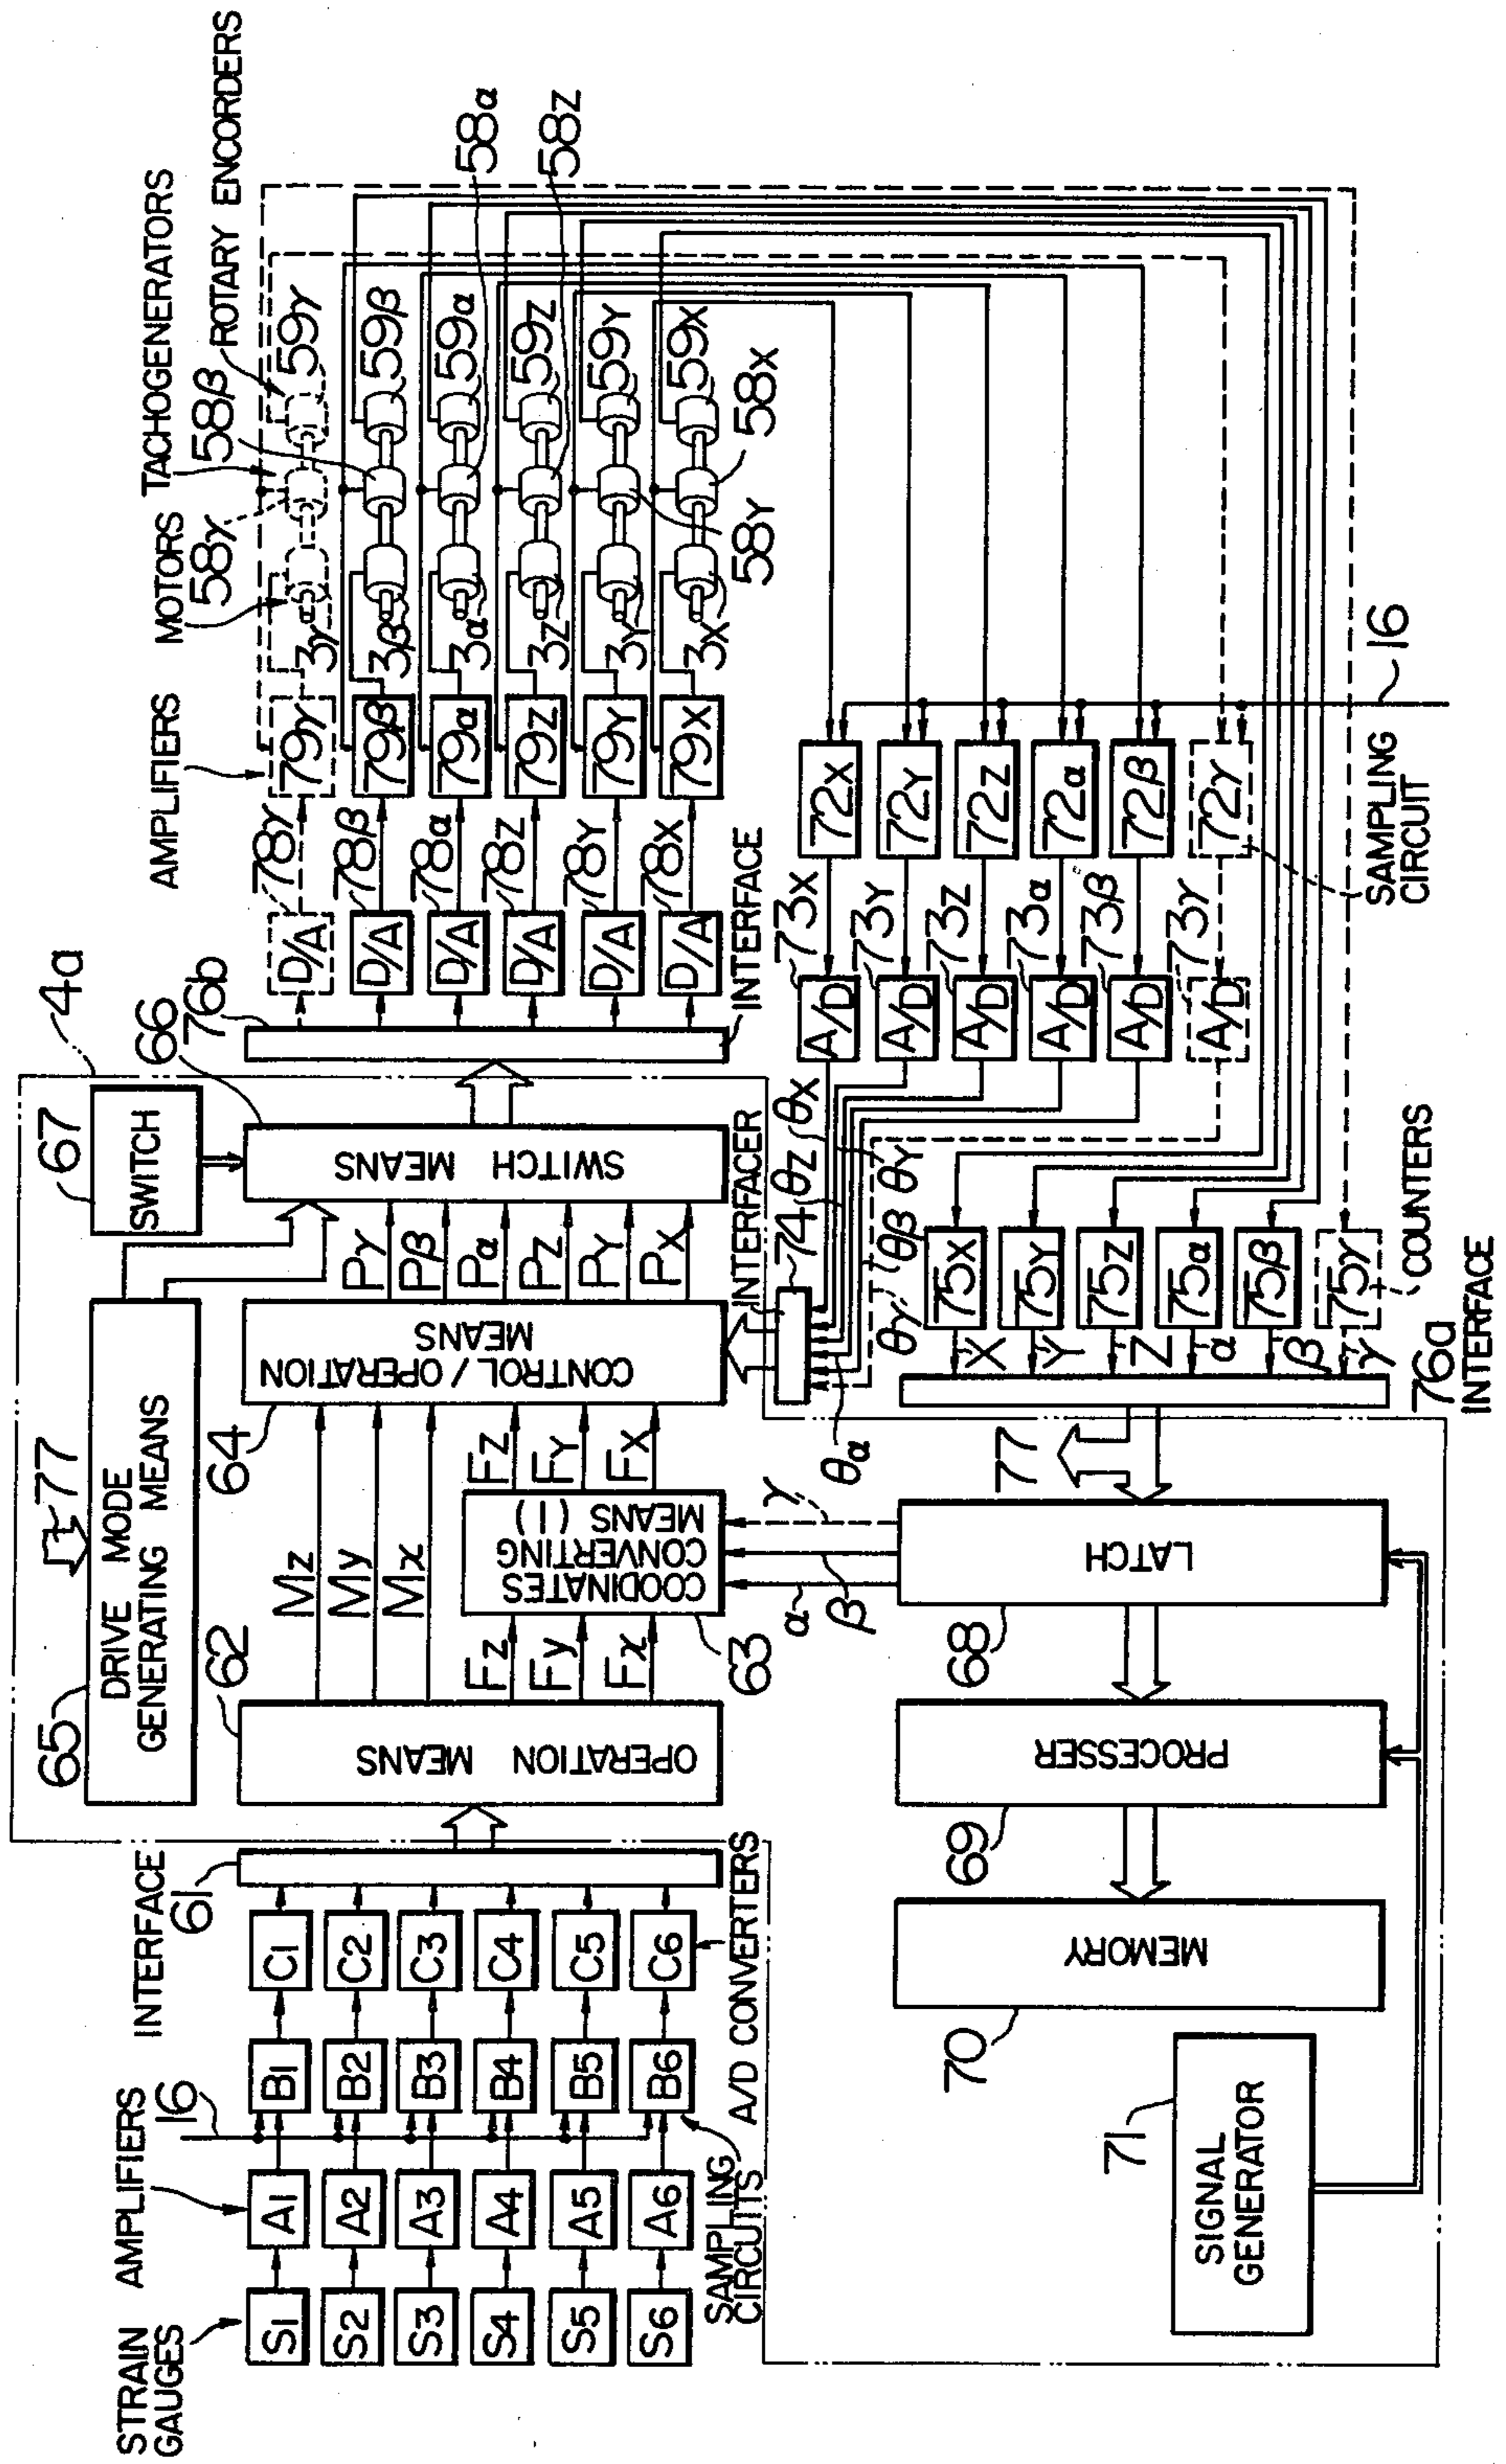 STRAIN
GAUGES
AMPLIFIERS
16
INTERFACE
61
S1
A1
B1
C1
S2
A2
B2
C2
S3
A3
B3
C3
S4
A4
B4
C4
S5
A5
B5
C5
S6
A6
B6
C6
SAMPLING
CIRCUITS
A/D CONVERTERS
65
DRIVE MODE
GENERATING MEANS
77
67
SWITCH
4a
62
OPERATION MEANS
Mz
My
Mx
Fz
Fy
Fx
63
COODINATES
CONVERTING
MEANS (1)
FZ
FY
FX
64
CONTROL/OPERATION
MEANS
Pγ
Pβ
Pα
PZ
PY
PX
66
SWITCH MEANS
76b
INTERFACE
AMPLIFIERS
MOTORS
TACHOGENERATORS
ROTARY ENCORDERS
D/A
78γ
79γ
3γ
58γ
59γ
D/A
78β
79β
3β
58β
59β
D/A
78α
79α
3α
58α
59α
D/A
78Z
79Z
3Z
58Z
59Z
D/A
78Y
79Y
3Y
58Y
59Y
D/A
78X
79X
3X
58X
59X
INTERFACER
74
θX
θY
θZ
θα
θβ
θγ
A/D
73X
72X
A/D
73Y
72Y
A/D
73Z
72Z
A/D
73α
72α
A/D
73β
72β
A/D
73γ
72γ
SAMPLING
CIRCUIT
16
X
75X
Y
75Y
Z
75Z
α
75α
β
75β
γ
75γ
COUNTERS
76a
INTERFACE
77
α
β
γ
68
LATCH
69
PROCESSER
70
MEMORY
71
SIGNAL
GENERATOR